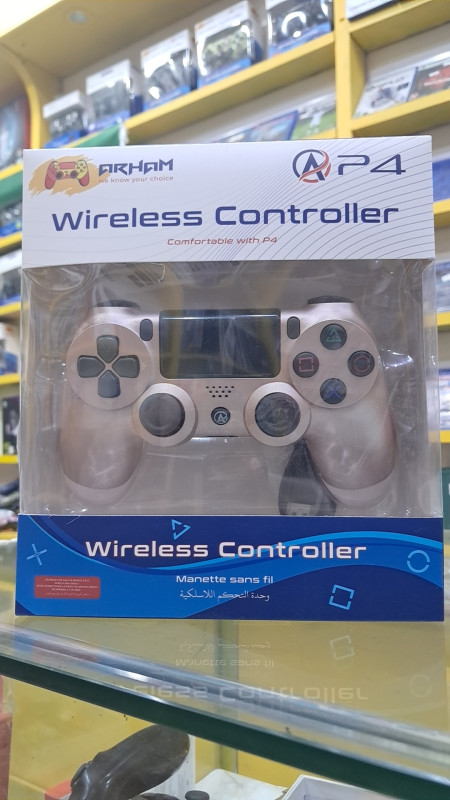 ARHAM
we know your choice
P4
Wireless Controller
Comfortable with P4
Wireless Controller
Manette sans fil
وحدة التحكم اللاسلكية